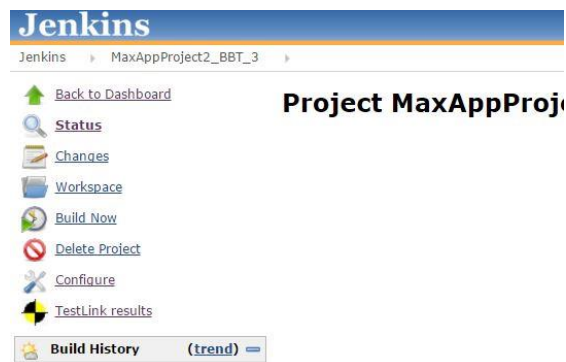 Jenkins
Jenkins MaxAppProject2_BBT_3
Back to Dashboard
Project MaxAppProj
Status
Changes
Workspace
Build Now
Delete Project
Configure
TestLink results
Build History (trend)